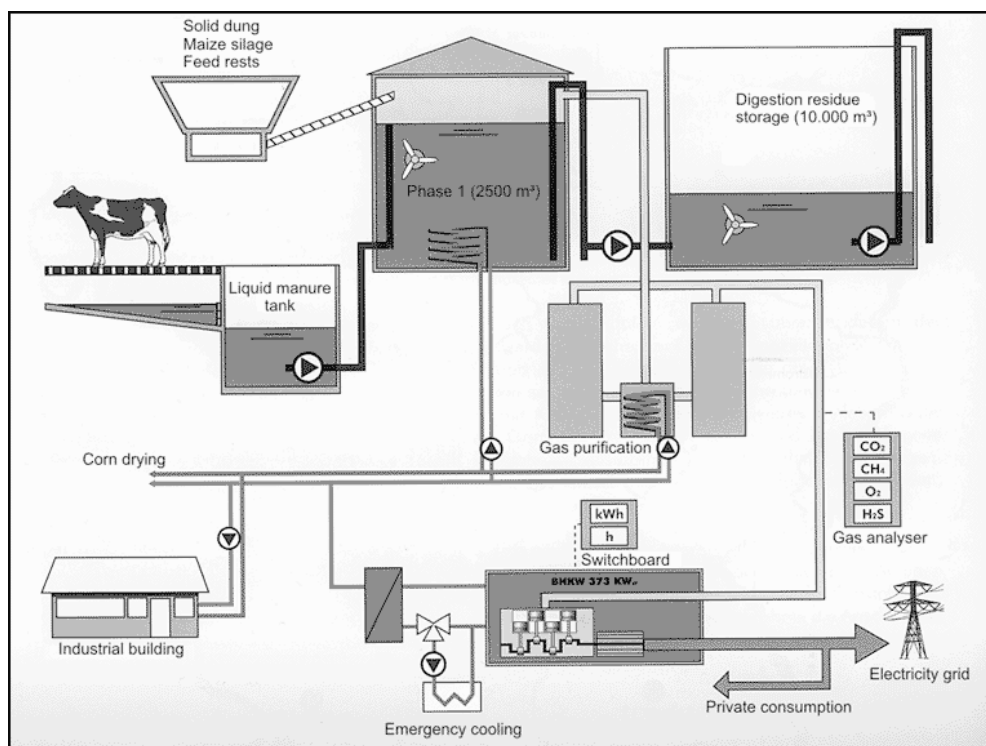 Solid dung
Maize silage
Feed rests
Digestion residue
storage (10.000 m³)
Phase 1 (2500 m³)
Liquid manure
tank
Gas purification
Corn drying
CO₂
CH₄
O₂
H₂S
Gas analyser
kWh
h
Switchboard
BHKW 373 KWel
Industrial building
Electricity grid
Private consumption
Emergency cooling